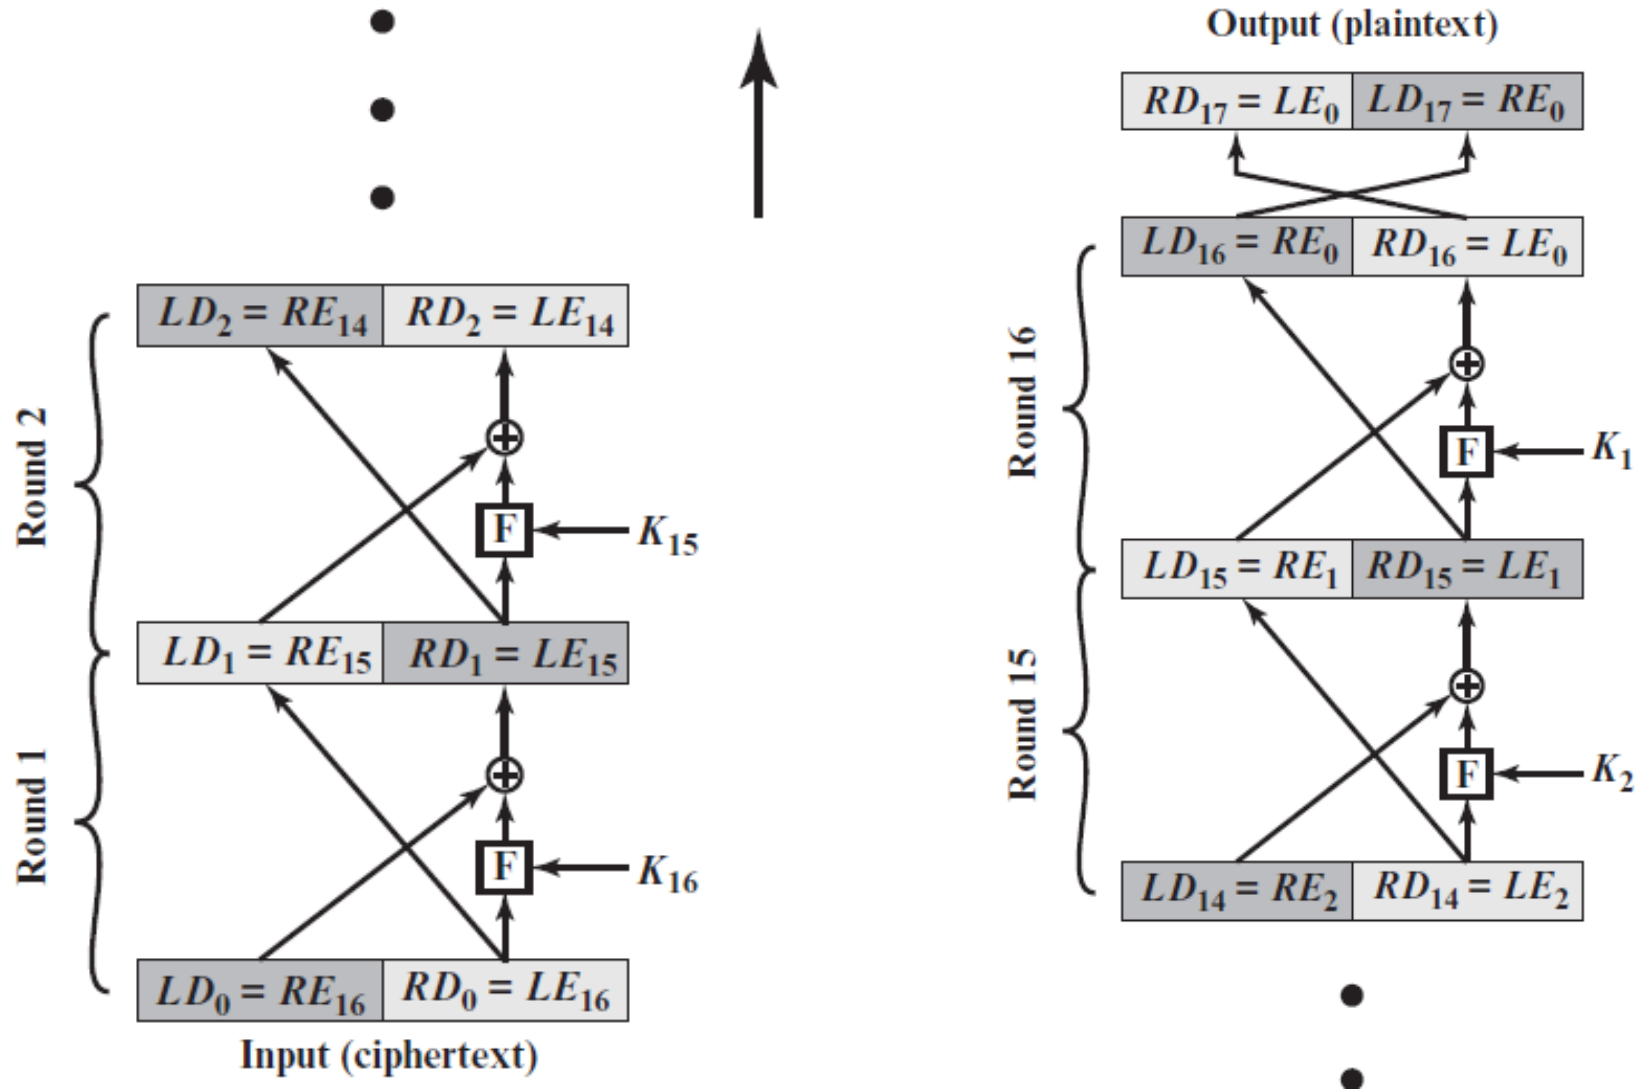 LD₂ = RE₁₄ RD₂ = LE₁₄
Round 2
F
K₁₅
LD₁ = RE₁₅ RD₁ = LE₁₅
Round 1
F
K₁₆
LD₀ = RE₁₆ RD₀ = LE₁₆
Input (ciphertext)
Output (plaintext)
RD₁₇ = LE₀ LD₁₇ = RE₀
LD₁₆ = RE₀ RD₁₆ = LE₀
Round 16
F
K₁
LD₁₅ = RE₁ RD₁₅ = LE₁
Round 15
F
K₂
LD₁₄ = RE₂ RD₁₄ = LE₂